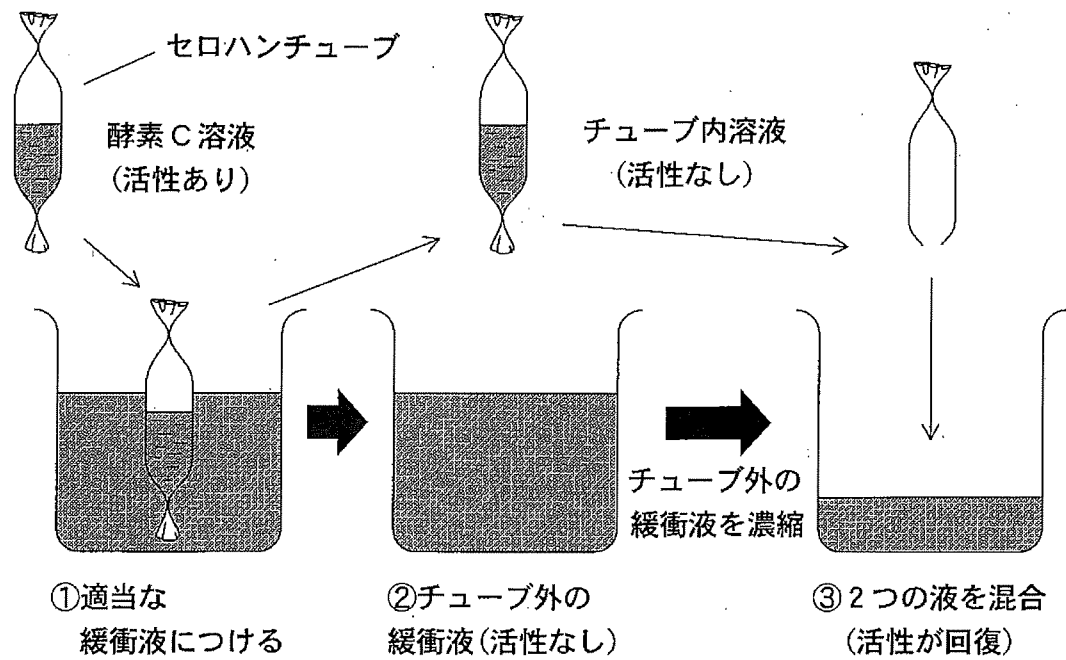 セロハンチューブ
酵素C溶液
(活性あり)
チューブ内溶液
(活性なし)
チューブ外の
緩衝液を濃縮
①適当な
緩衝液につける
②チューブ外の
緩衝液(活性なし)
③2つの液を混合
(活性が回復)